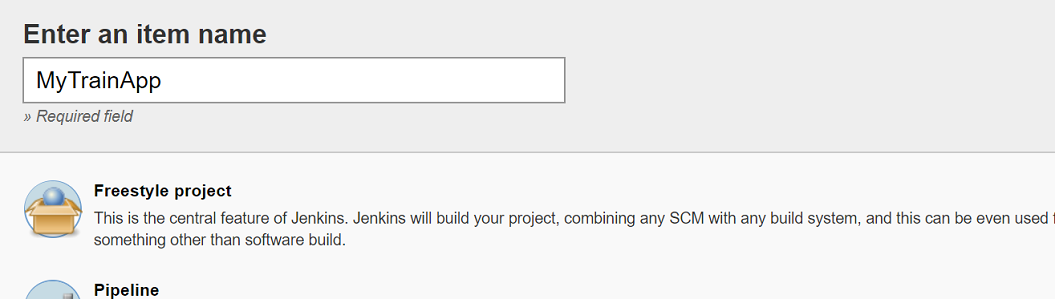 Enter an item name
MyTrainApp
» Required field
Freestyle project
This is the central feature of Jenkins. Jenkins will build your project, combining any SCM with any build system, and this can be even used
something other than software build.
Pipeline